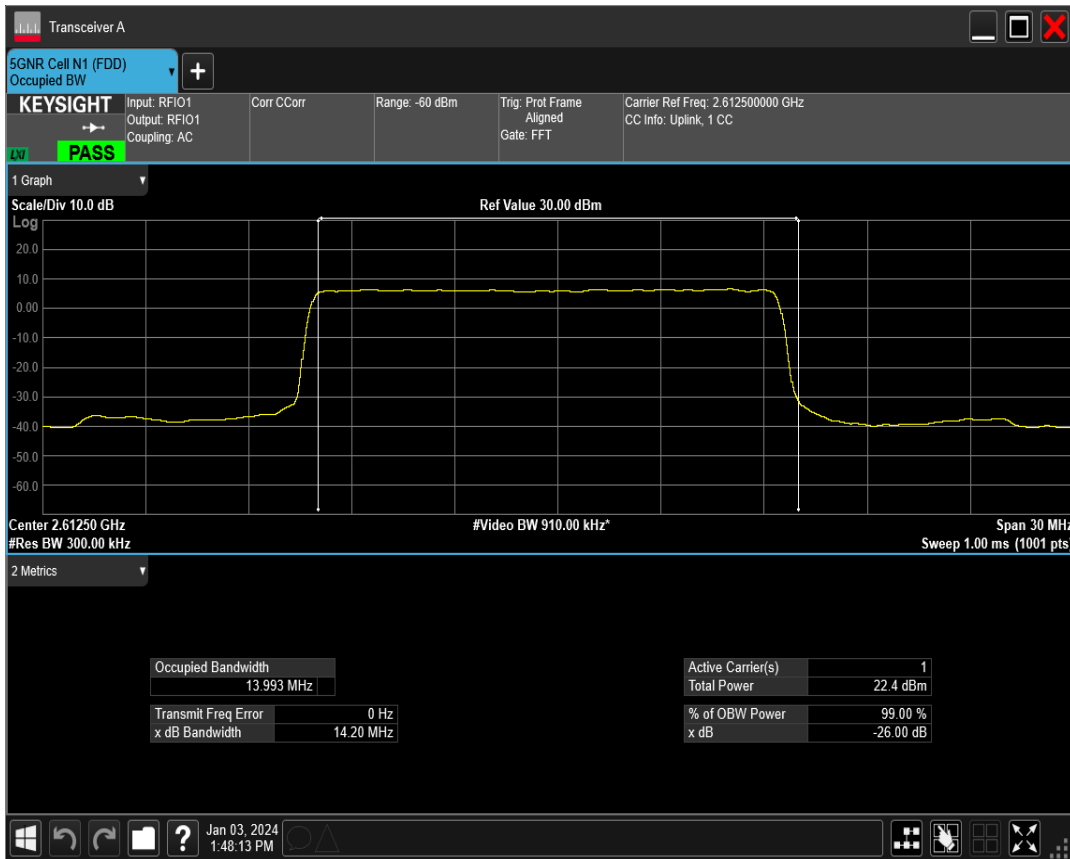 Transceiver A
5GNR Cell N1 (FDD)
Occupied BW
+
KEYSIGHT
LXI
PASS
Input: RFIO1
Output: RFIO1
Coupling: AC
Corr CCorr
Range: -60 dBm
Trig: Prot Frame
Aligned
Gate: FFT
Carrier Ref Freq: 2.612500000 GHz
CC Info: Uplink, 1 CC
1 Graph
Scale/Div 10.0 dB
Ref Value 30.00 dBm
Log
20.0
10.0
0.00
-10.0
-20.0
-30.0
-40.0
-50.0
-60.0
Center 2.61250 GHz
#Video BW 910.00 kHz*
Span 30 MHz
#Res BW 300.00 kHz
Sweep 1.00 ms (1001 pts)
2 Metrics
Occupied Bandwidth
13.993 MHz
Transmit Freq Error 0 Hz
x dB Bandwidth 14.20 MHz
Active Carrier(s) 1
Total Power 22.4 dBm
% of OBW Power 99.00 %
x dB -26.00 dB
?
Jan 03, 2024
1:48:13 PM